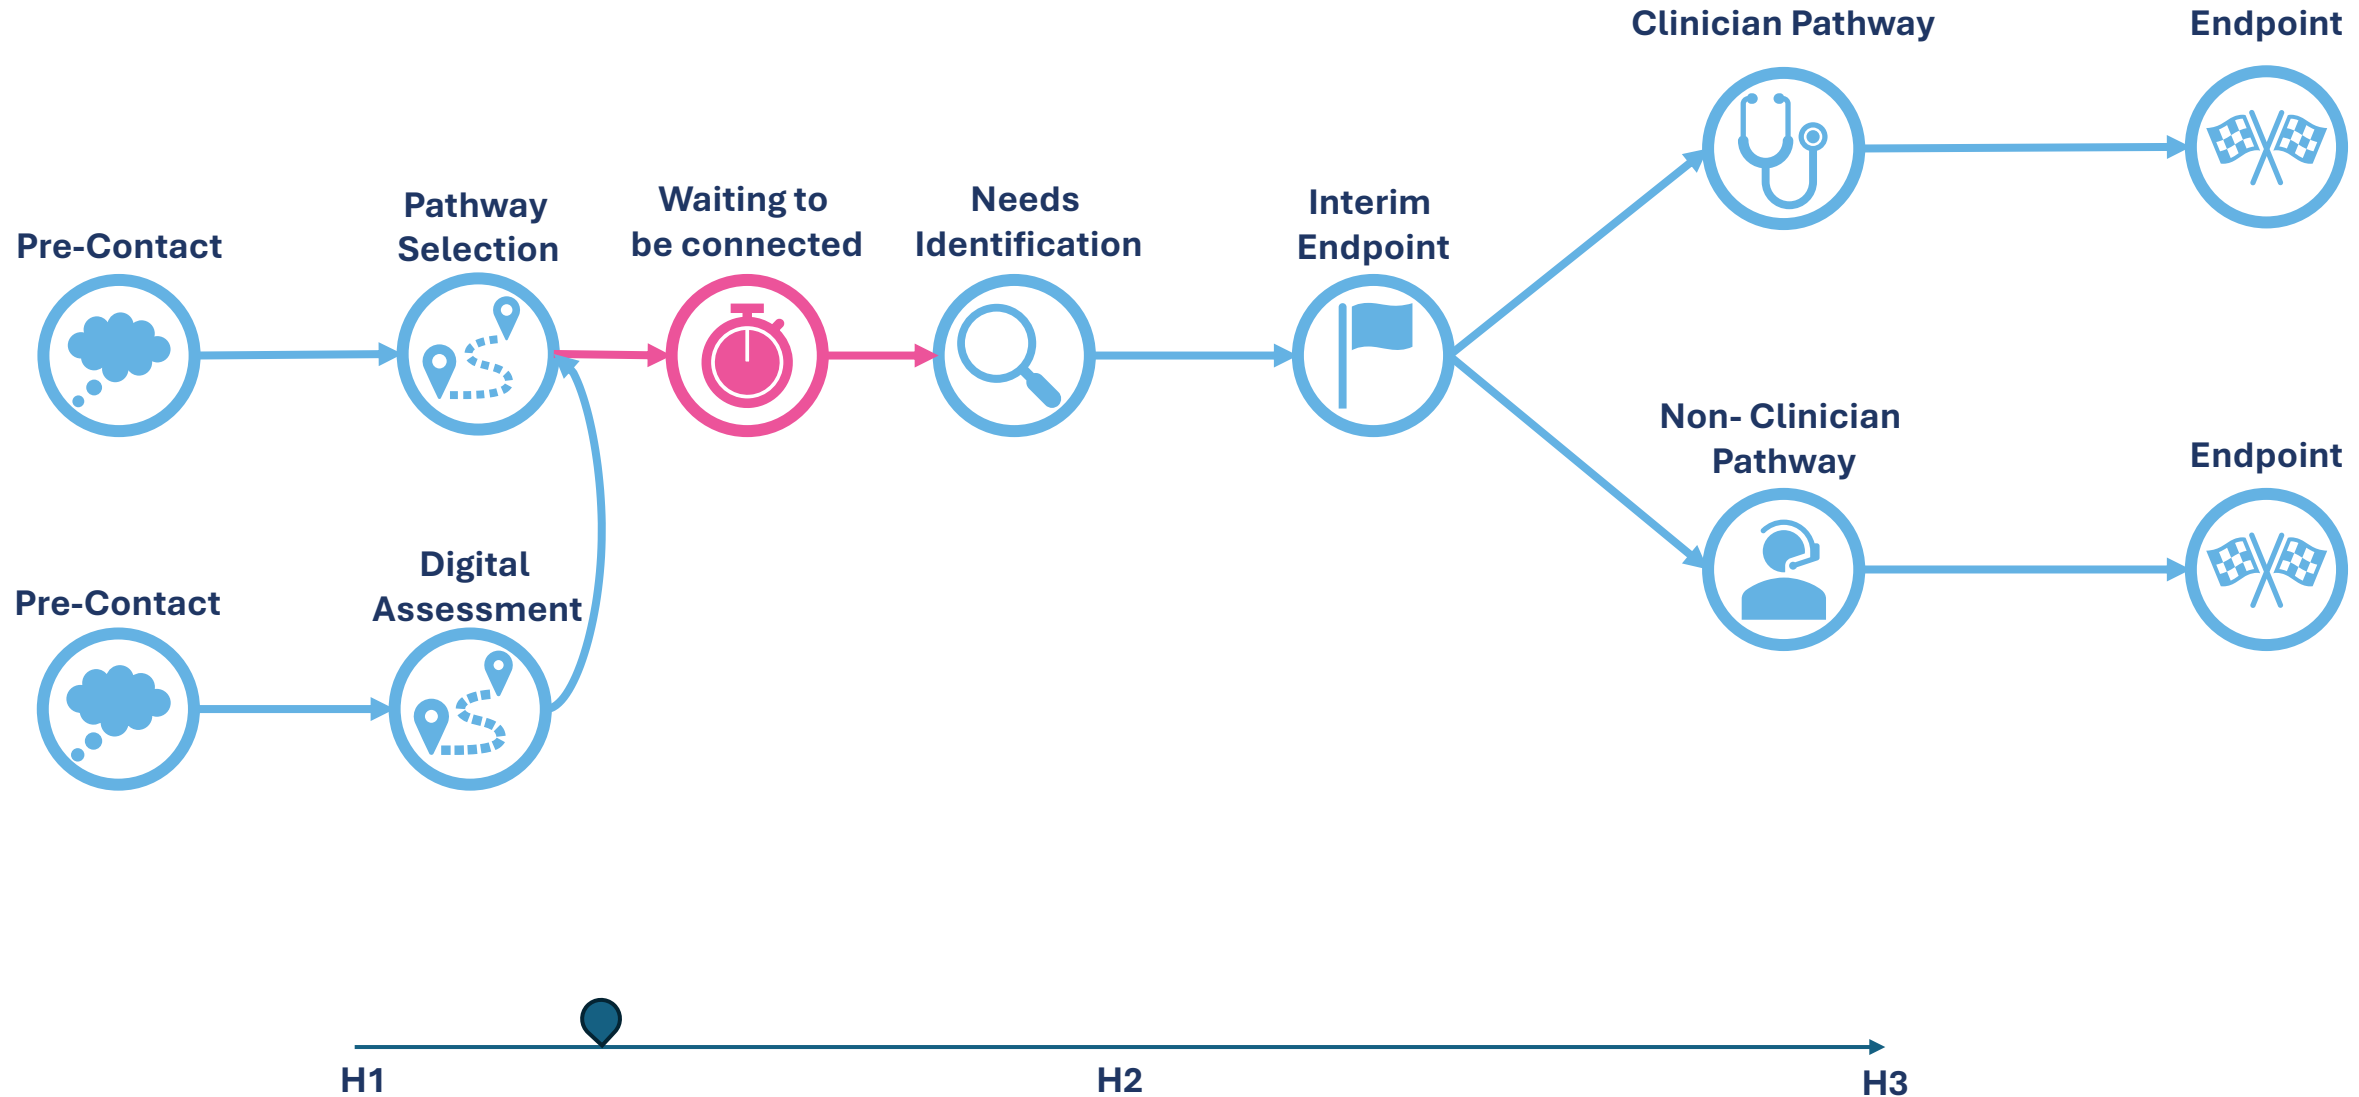 Clinician Pathway
Endpoint
Pre-Contact
Pathway
Selection
Waiting to
be connected
Needs
Identification
Interim
Endpoint
Non- Clinician
Pathway
Endpoint
Pre-Contact
Digital
Assessment
H1
H2
H3